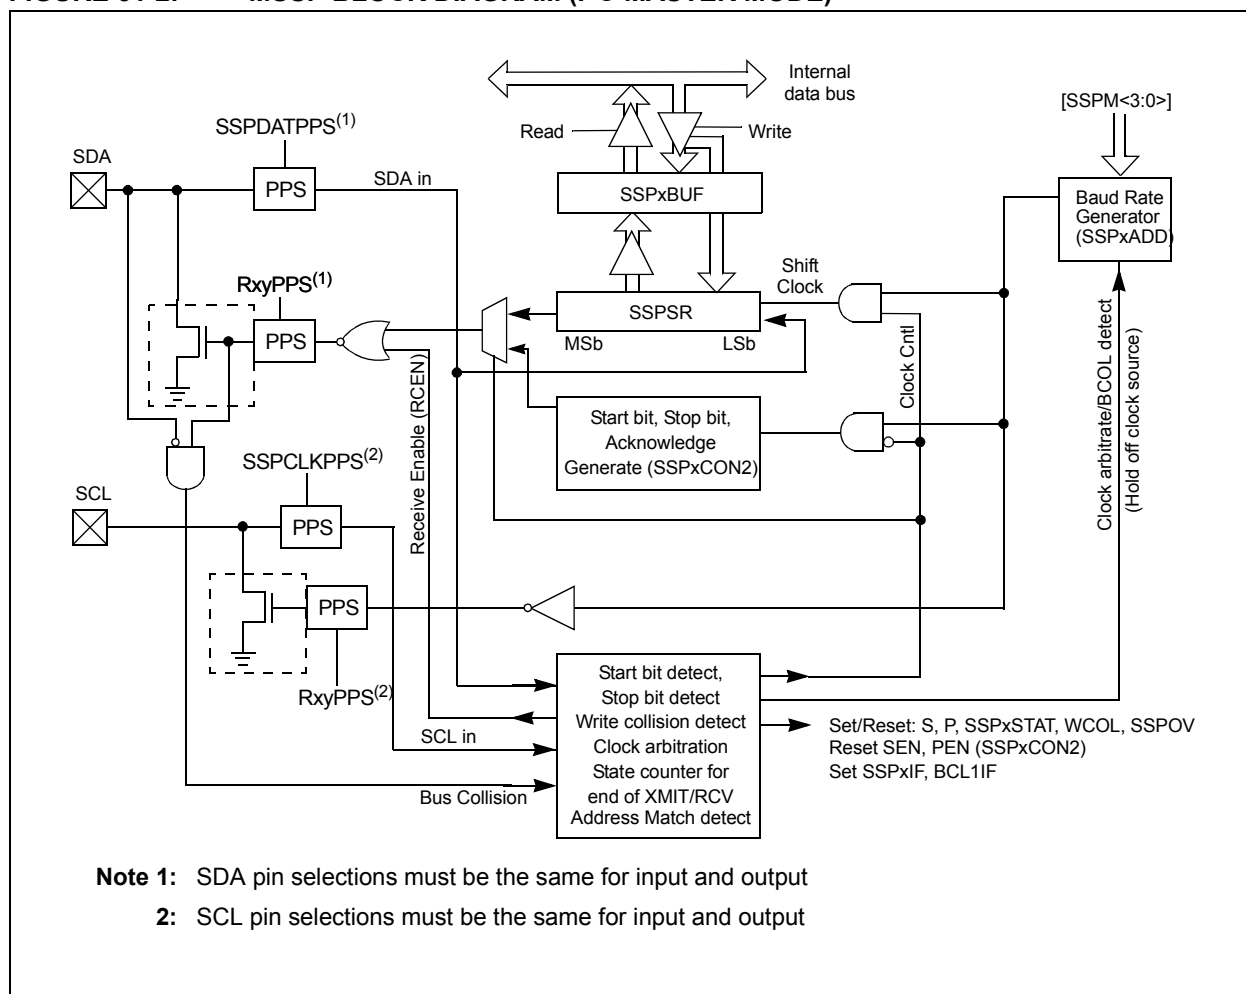 Internal
data bus
[SSPM<3:0>]
Read
Write
SSPDATPPS(1)
SDA
PPS
SDA in
SSPxBUF
Baud Rate
Generator
(SSPxADD)
Shift
Clock
RxyPPS(1)
PPS
SSPSR
MSb
LSb
Clock Cntl
Receive Enable (RCEN)
Clock arbitrate/BCOL detect
(Hold off clock source)
Start bit, Stop bit,
Acknowledge
Generate (SSPxCON2)
SSPCLKPPS(2)
SCL
PPS
PPS
RxyPPS(2)
SCL in
Bus Collision
Start bit detect,
Stop bit detect
Write collision detect
Clock arbitration
State counter for
end of XMIT/RCV
Address Match detect
Set/Reset: S, P, SSPxSTAT, WCOL, SSPOV
Reset SEN, PEN (SSPxCON2)
Set SSPxIF, BCL1IF
Note 1: SDA pin selections must be the same for input and output
2: SCL pin selections must be the same for input and output